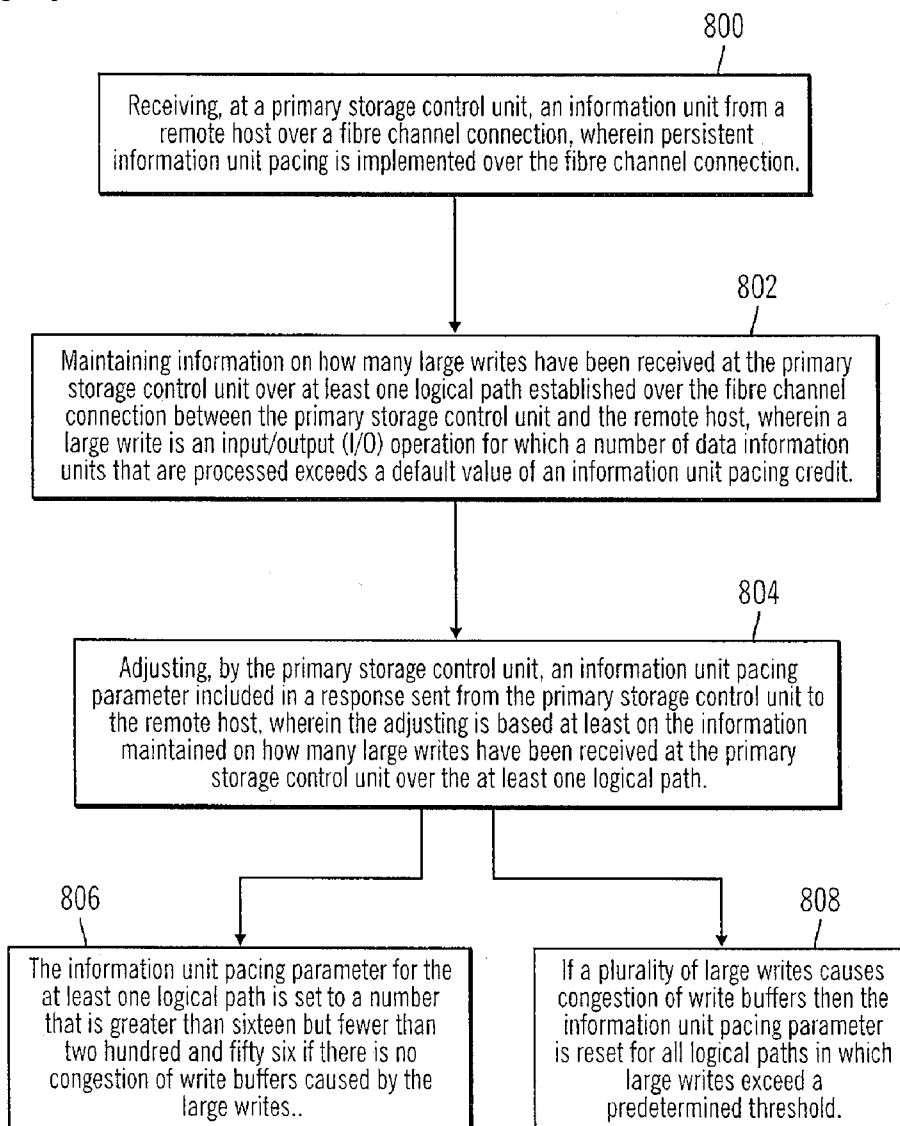 800
Receiving, at a primary storage control unit, an information unit from a
remote host over a fibre channel connection, wherein persistent
information unit pacing is implemented over the fibre channel connection.
802
Maintaining information on how many large writes have been received at the primary
storage control unit over at least one logical path established over the fibre channel
connection between the primary storage control unit and the remote host, wherein a
large write is an input/output (I/O) operation for which a number of data information
units that are processed exceeds a default value of an information unit pacing credit.
804
Adjusting, by the primary storage control unit, an information unit pacing
parameter included in a response sent from the primary storage control unit to
the remote host, wherein the adjusting is based at least on the information
maintained on how many large writes have been received at the primary
storage control unit over the at least one logical path.
806
The information unit pacing parameter for the
at least one logical path is set to a number
that is greater than sixteen but fewer than
two hundred and fifty six if there is no
congestion of write buffers caused by the
large writes..
808
If a plurality of large writes causes
congestion of write buffers then the
information unit pacing parameter
is reset for all logical paths in which
large writes exceed a
predetermined threshold.